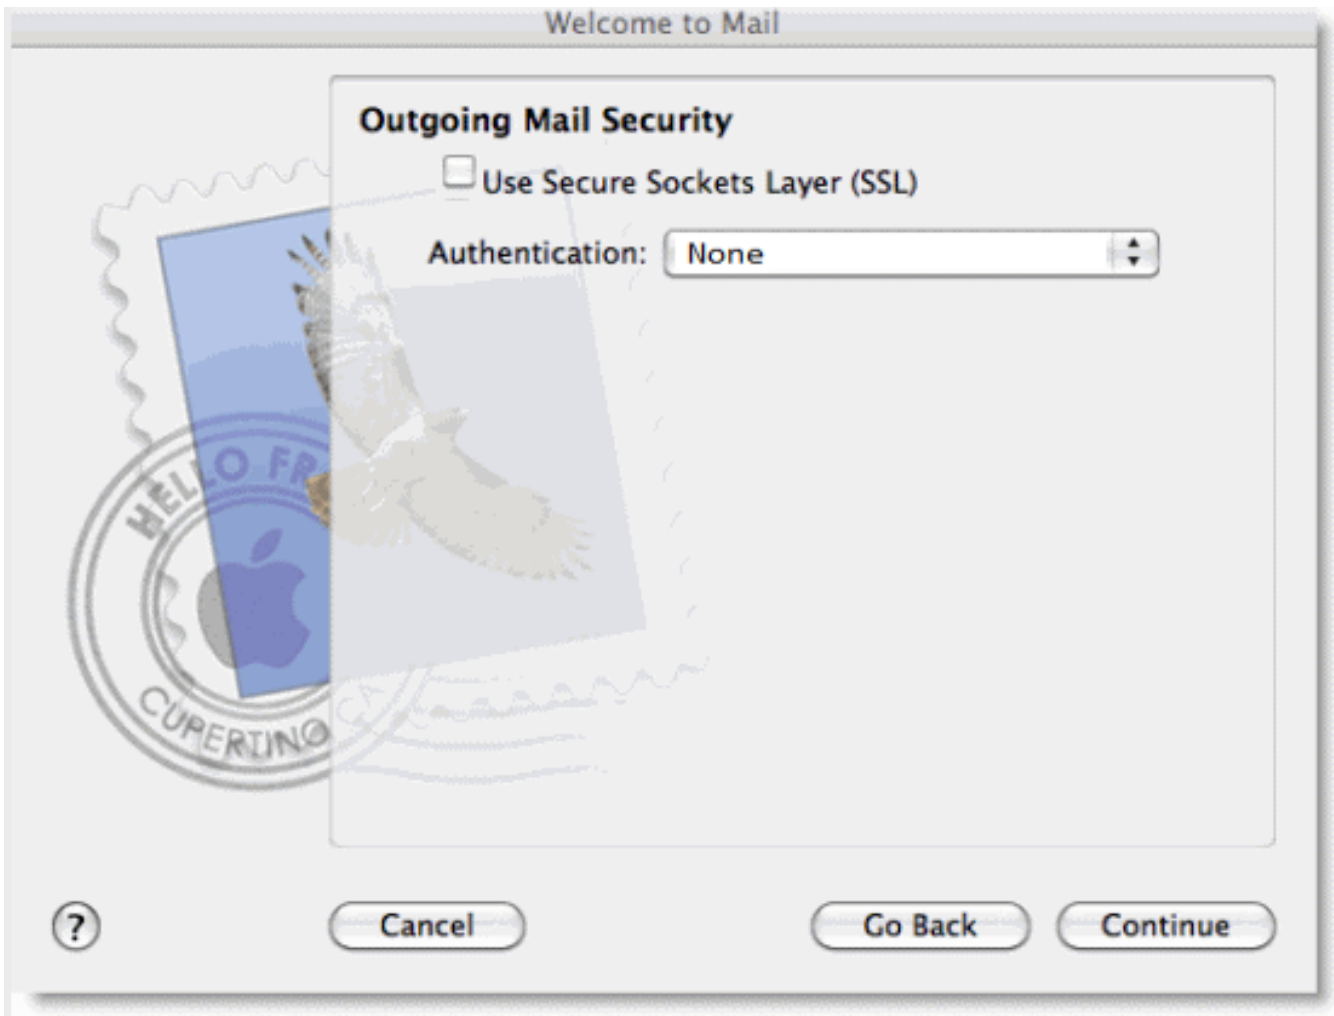 Welcome to Mail
Outgoing Mail Security
Use Secure Sockets Layer (SSL)
Authentication: None
HELLO FR
CUPERTINO CA
? Cancel Go Back Continue